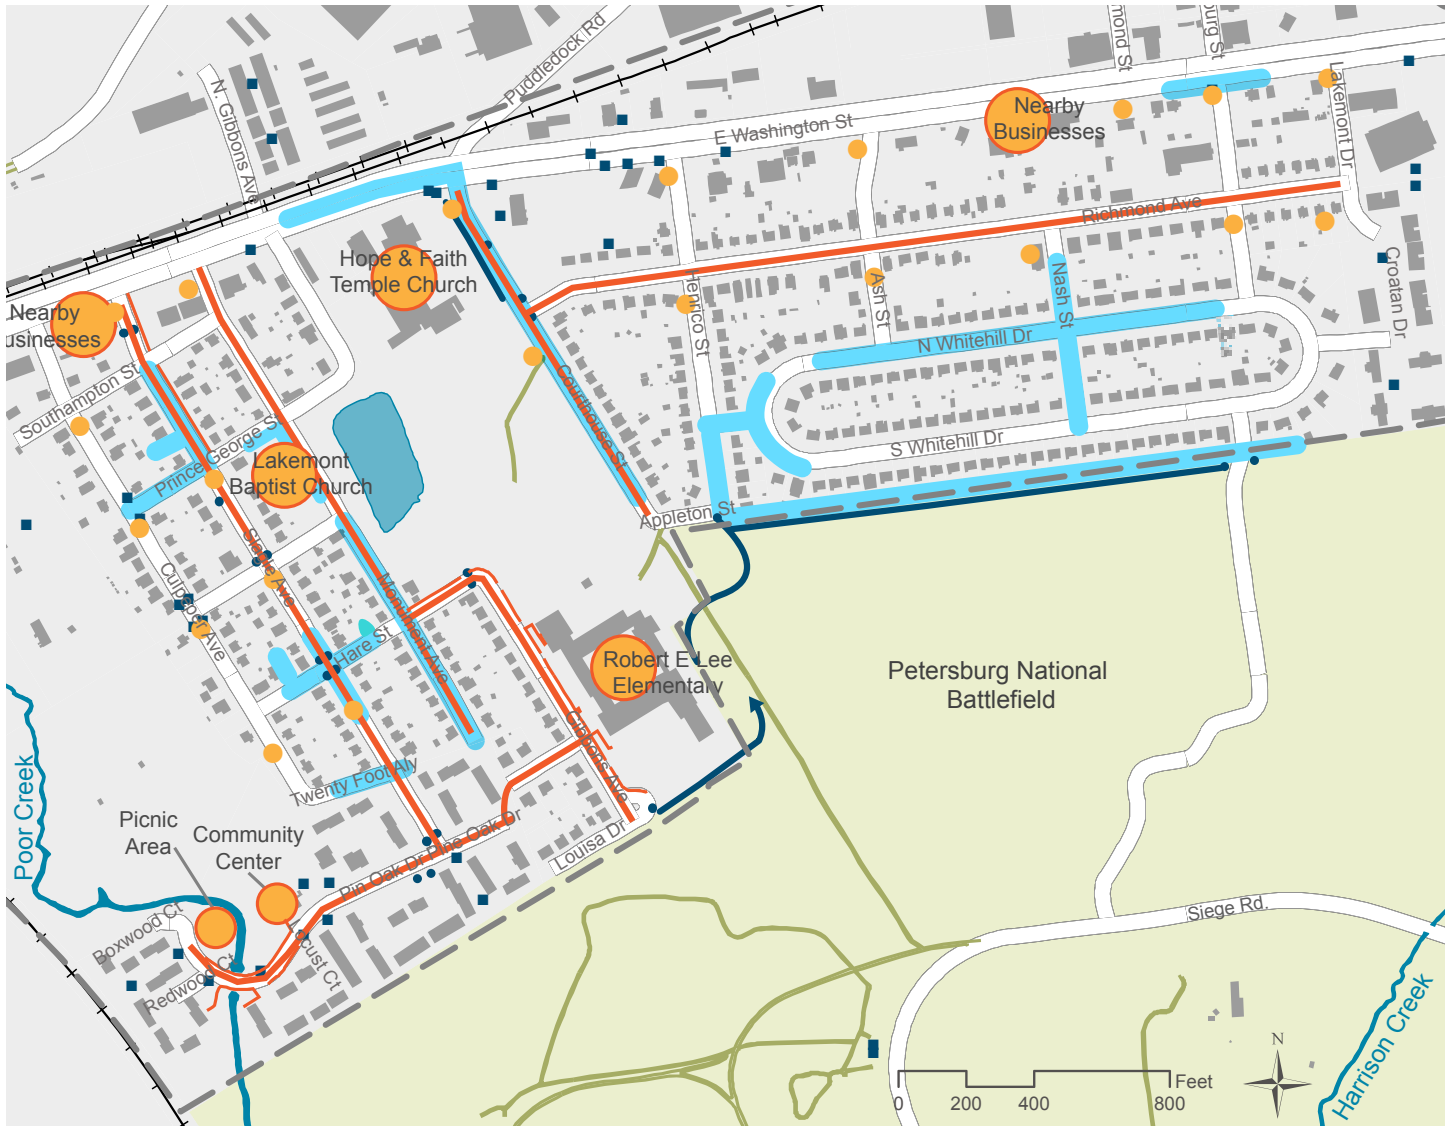 Puddledock Rd
N. Gibbons Ave
E Washington St
Nearby
Businesses
Lakemont Dr
Richmond Ave
Croatan Dr
Hope & Faith
Temple Church
Nearby
usinesses
Henrico St
Ash St
Nash St
N Whitehill Dr
S Whitehill Dr
Southampton St
Prince George St
Courthouse St
Lakemont
Baptist Church
Appleton St
Slagle Ave
Culpeper Ave
Monument Ave
Hare St
Robert E Lee
Elementary
Petersburg National
Battlefield
Gibbons Ave
Twenty Foot Aly
Poor Creek
Picnic
Area
Community
Center
Pin Oak Dr
Pine Oak Dr
Louisa Dr
Boxwood Ct
Redwood Ct
Locust Ct
Siege Rd.
Harrison Creek
N
Feet
0 200 400 800